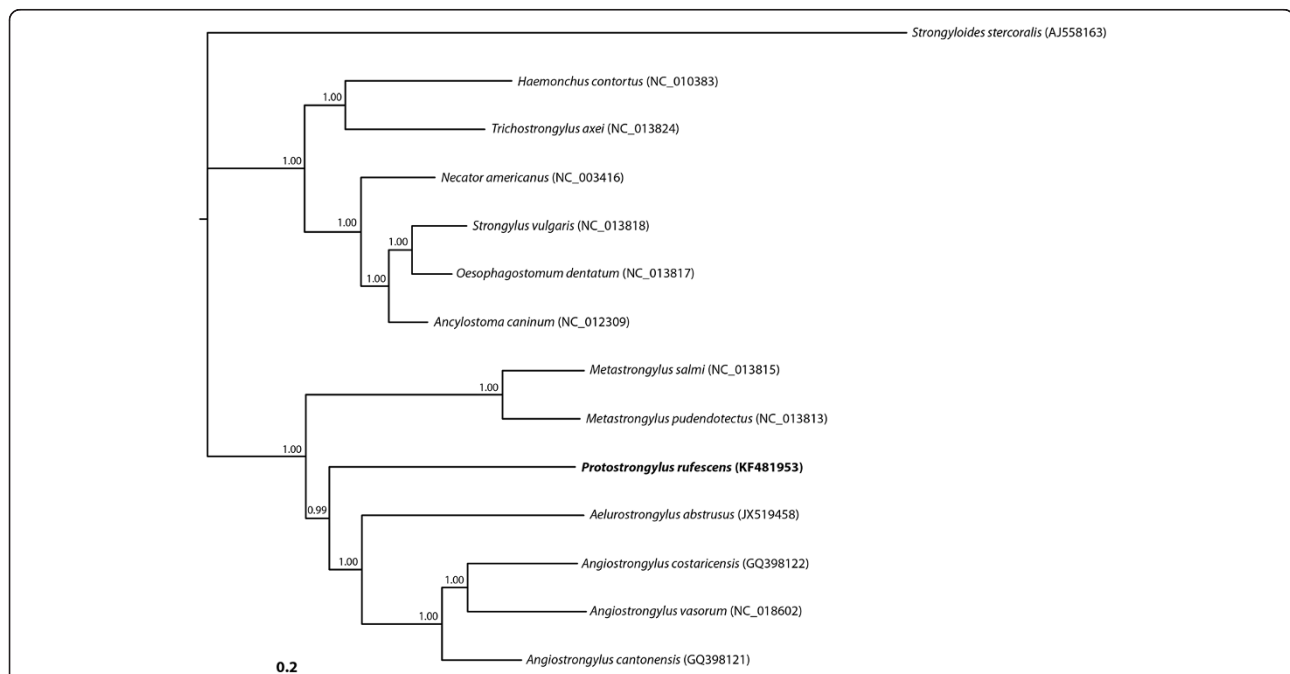 Strongyloides stercoralis (AJ558163)
Haemonchus contortus (NC_010383)
1.00
Trichostrongylus axei (NC_013824)
1.00
Necator americanus (NC_003416)
1.00
Strongylus vulgaris (NC_013818)
1.00
Oesophagostomum dentatum (NC_013817)
1.00
Ancylostoma caninum (NC_012309)
Metastrongylus salmi (NC_013815)
1.00
Metastrongylus pudendotectus (NC_013813)
1.00
Protostrongylus rufescens (KF481953)
0.99
Aelurostrongylus abstrusus (JX519458)
1.00
Angiostrongylus costaricensis (GQ398122)
1.00
Angiostrongylus vasorum (NC_018602)
1.00
Angiostrongylus cantonensis (GQ398121)
0.2